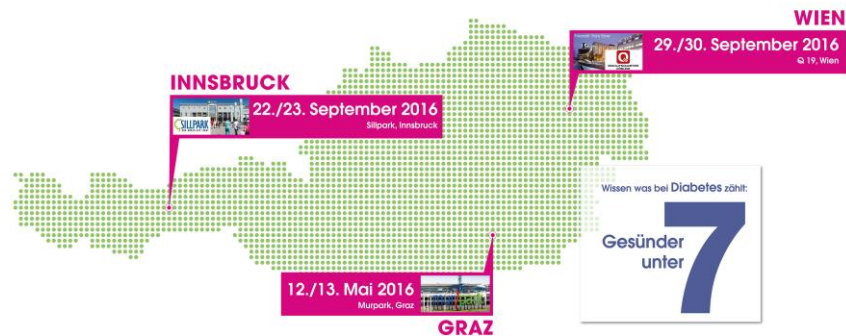 WIEN
29./30. September 2016
Q 19, Wien
Q
INNSBRUCK
22./23. September 2016
Sillpark, Innsbruck
SILLPARK
Wissen was bei Diabetes zählt:
Gesünder
unter
7
12./13. Mai 2016
Murpark, Graz
GRAZ